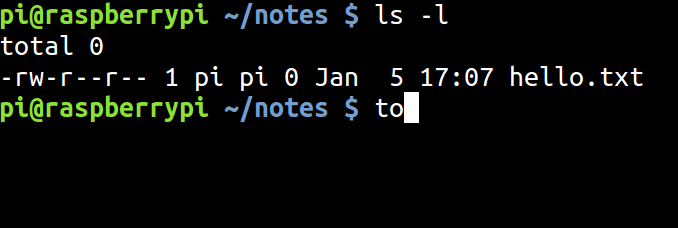 pi@raspberrypi ~/notes $ ls -l
total 0
-rw-r--r-- 1 pi pi 0 Jan  5 17:07 hello.txt
pi@raspberrypi ~/notes $ to